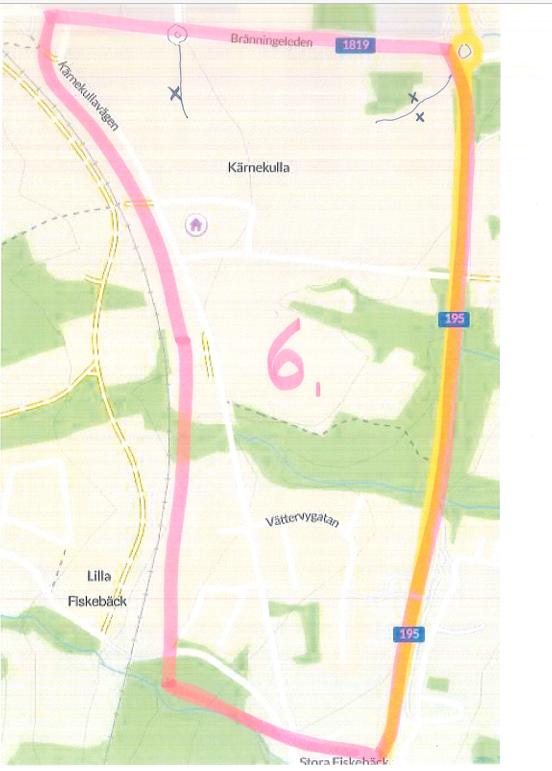 Bränningeleden
1819
Kärnekullavägen
Kärnekulla
195
6.
Vättervygatan
Lilla
Fiskebäck
195
Stora Fiskebäck